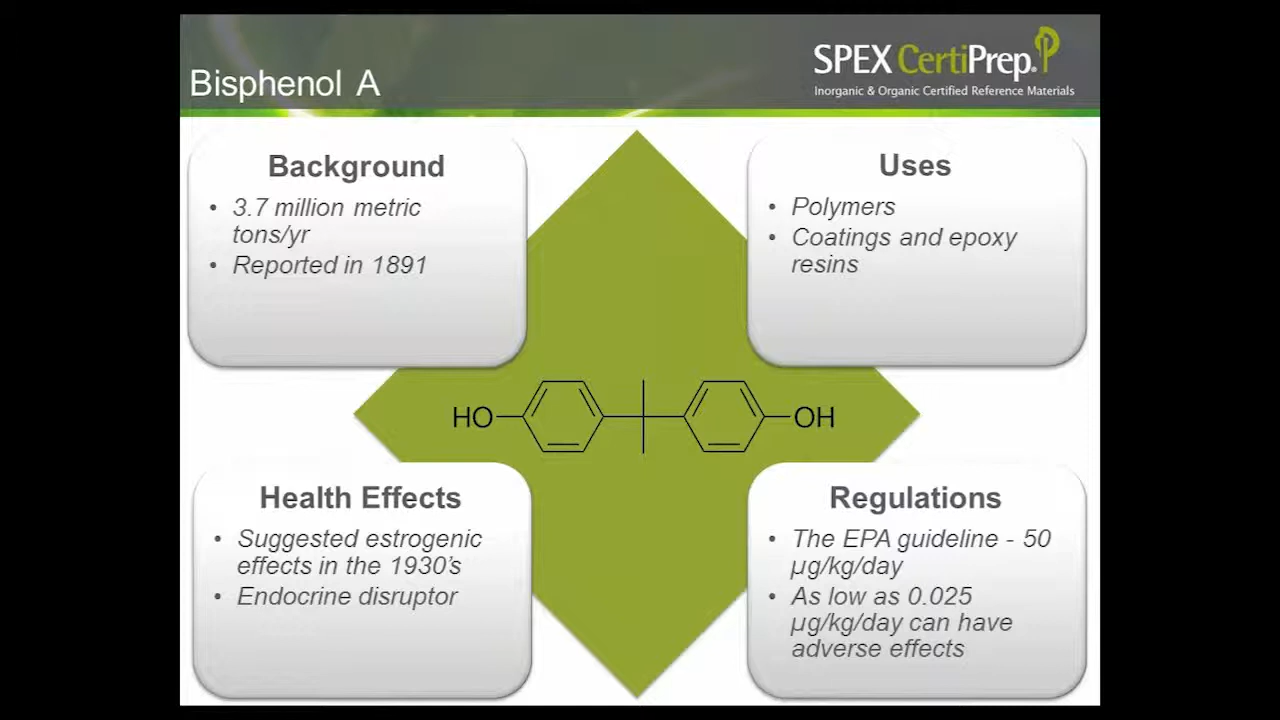 Bisphenol A
SPEX CertiPrep.
Inorganic & Organic Certified Reference Materials
Background
• 3.7 million metric
tons/yr
• Reported in 1891
Uses
• Polymers
• Coatings and epoxy
resins
HO
OH
Health Effects
• Suggested estrogenic
effects in the 1930's
• Endocrine disruptor
Regulations
• The EPA guideline - 50
µg/kg/day
• As low as 0.025
µg/kg/day can have
adverse effects